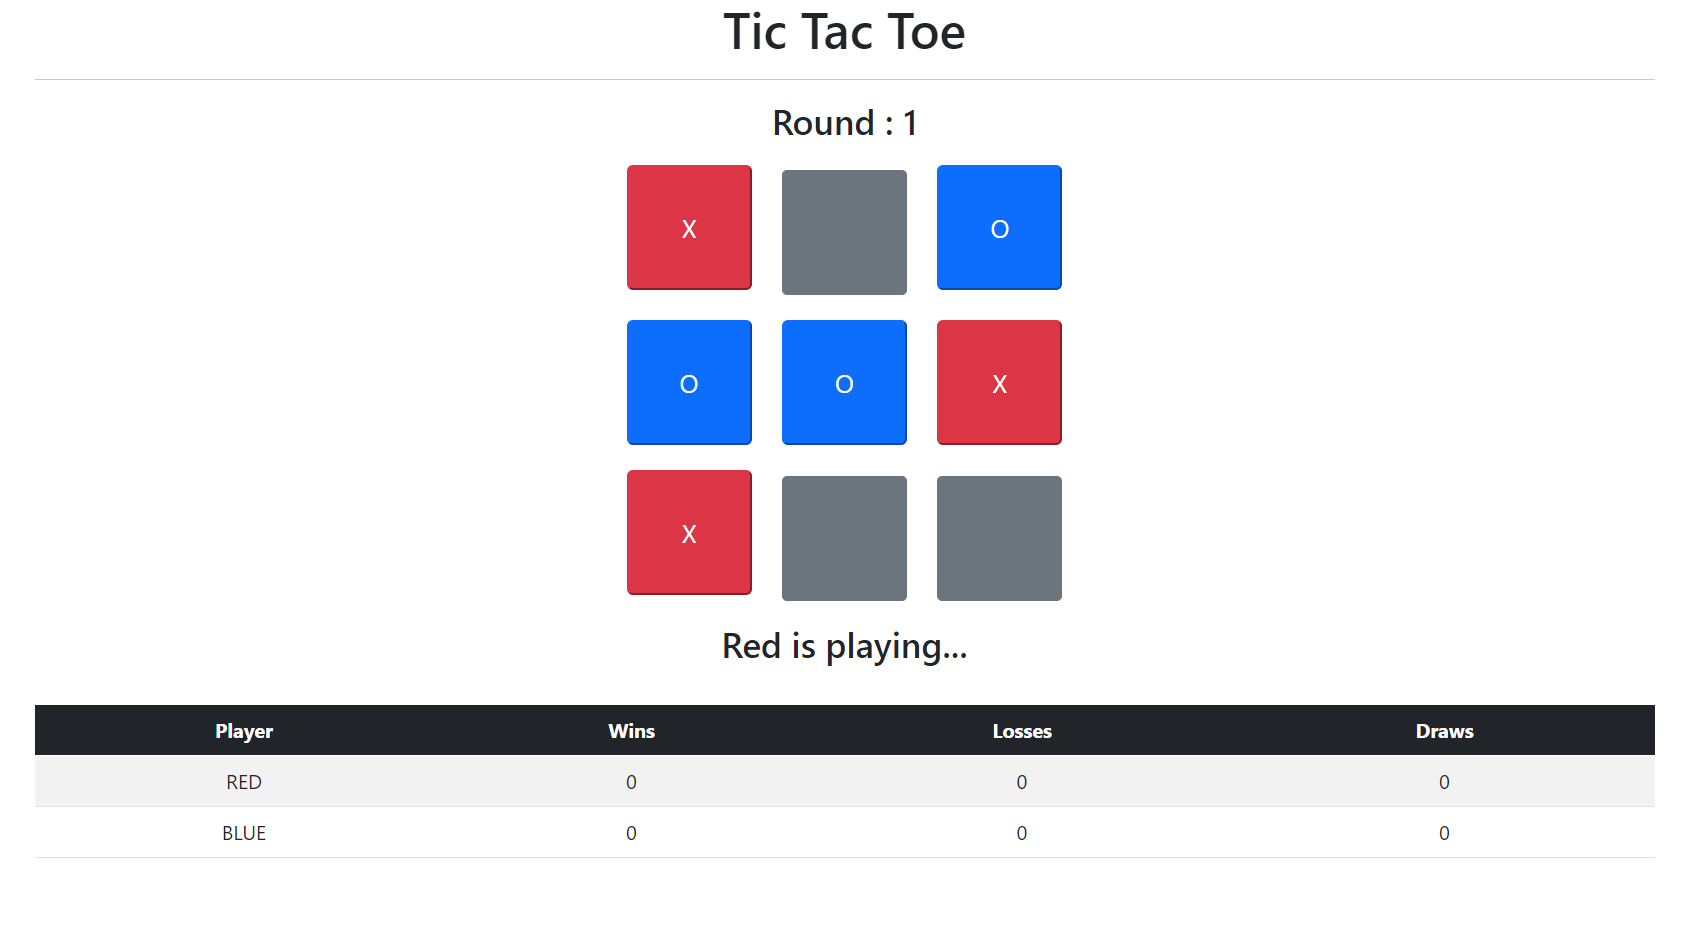 Tic Tac Toe
Round : 1
X O
O O X
X
Red is playing...
Player Wins Losses Draws
RED 0 0 0
BLUE 0 0 0